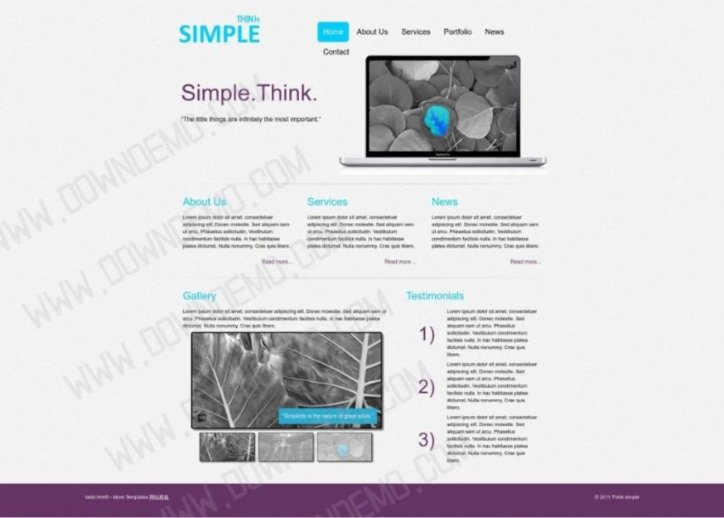 THINK
SIMPLE
Home About Us Services Portfolio News
Contact
Simple.Think.
"The little things are infinitely the most important."
About Us
Lorem ipsum dolor sit amet, consectetuer
adipiscing elit. Donec molestie. Sed aliquam sem
ut arcu. Phasellus sollicitudin. Vestibulum
condimentum facilisis nulla. In hac habitasse
platea dictumst. Nulla nonummy. Cras quis libero.
Read more...
Services
Lorem ipsum dolor sit amet, consectetuer
adipiscing elit. Donec molestie. Sed aliquam sem
ut arcu. Phasellus sollicitudin. Vestibulum
condimentum facilisis nulla. In hac habitasse
platea dictumst. Nulla nonummy. Cras quis libero.
Read more ...
News
Lorem ipsum dolor sit amet, consectetuer
adipiscing elit. Donec molestie. Sed aliquam sem
ut arcu. Phasellus sollicitudin. Vestibulum
condimentum facilisis nulla. In hac habitasse
platea dictumst. Nulla nonummy. Cras quis libero.
Read more...
Gallery
Lorem ipsum dolor sit amet, consectetuer adipiscing elit. Donec molestie. Sed aliquam sem ut
arcu. Phasellus sollicitudin. Vestibulum condimentum facilisis nulla. In hac habitasse platea
dictumst. Nulla nonummy. Cras quis libero.
"Simplicity is the nature of great souls."
Testimonials
1)
Lorem ipsum dolor sit amet, consectetuer
adipiscing elit. Donec molestie. Sed
aliquam sem ut arcu. Phasellus
sollicitudin. Vestibulum condimentum
facilisis nulla. In hac habitasse platea
dictumst. Nulla nonummy. Cras quis
libero.
2)
Lorem ipsum dolor sit amet, consectetuer
adipiscing elit. Donec molestie. Sed
aliquam sem ut arcu. Phasellus
sollicitudin. Vestibulum condimentum
facilisis nulla. In hac habitasse platea
dictumst. Nulla nonummy. Cras quis
libero.
3)
Lorem ipsum dolor sit amet, consectetuer
adipiscing elit. Donec molestie. Sed
aliquam sem ut arcu. Phasellus
sollicitudin. Vestibulum condimentum
facilisis nulla. In hac habitasse platea
dictumst. Nulla nonummy. Cras quis
libero.
Valid html5 - More Templates 网站模板
© 2011 Think simple
WWW.DOWNDEMO.COM
WWW.DOWNDEMO.COM
WWW.DOWNDEMO.COM
WWW.DOWNDEMO.COM
WWW.DOWNDEMO.COM